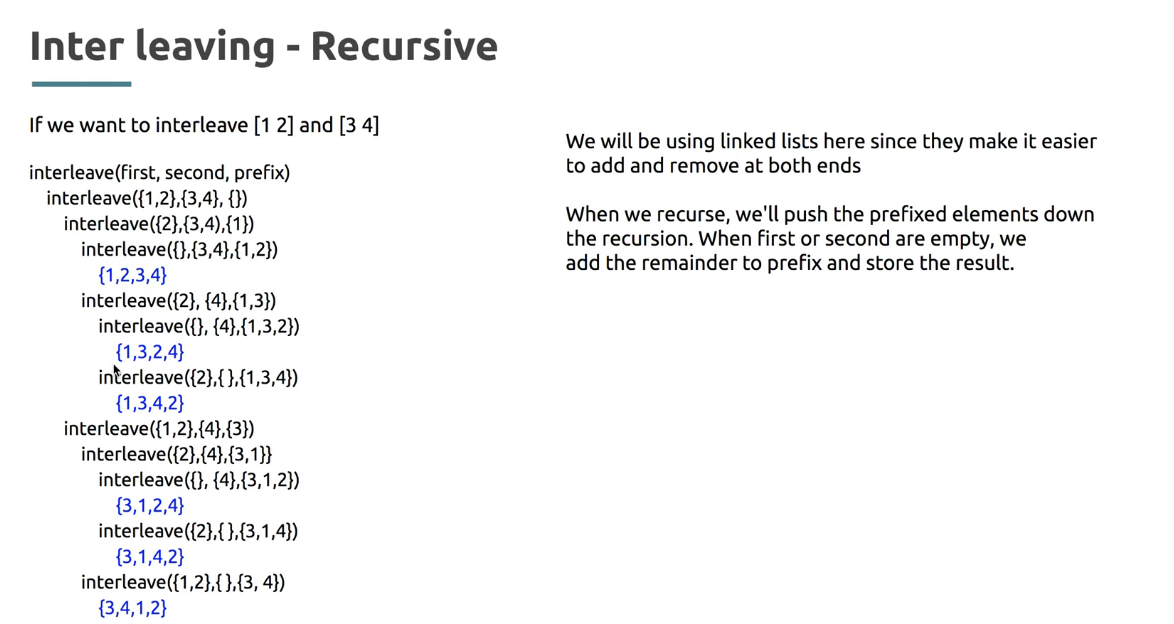 Inter leaving - Recursive
If we want to interleave [1 2] and [3 4]
interleave(first, second, prefix)
interleave({1,2},{3,4}, {})
interleave({2},{3,4),{1})
interleave({},{3,4},{1,2})
{1,2,3,4}
interleave({2}, {4},{1,3})
interleave({}, {4},{1,3,2})
{1,3,2,4}
interleave({2},{ },{1,3,4})
{1,3,4,2}
interleave({1,2},{4},{3})
interleave({2},{4},{3,1}}
interleave({}, {4},{3,1,2})
{3,1,2,4}
interleave({2},{ },{3,1,4})
{3,1,4,2}
interleave({1,2},{ },{3, 4})
{3,4,1,2}
We will be using linked lists here since they make it easier
to add and remove at both ends
When we recurse, we'll push the prefixed elements down
the recursion. When first or second are empty, we
add the remainder to prefix and store the result.